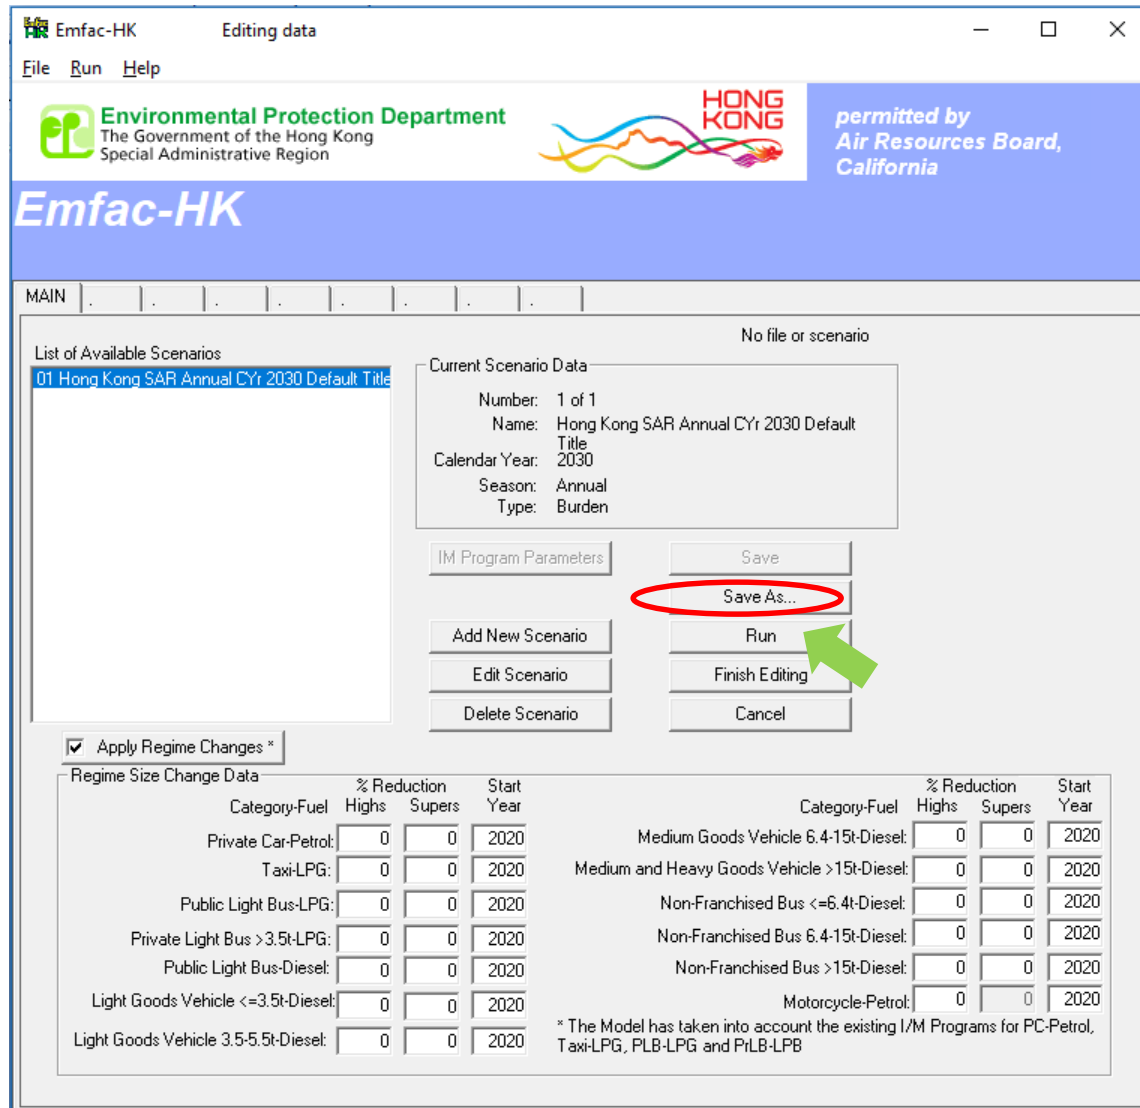 Emfac-HK Editing data
File Run Help
Environmental Protection Department
The Government of the Hong Kong
Special Administrative Region
HONG
KONG
permitted by
Air Resources Board,
California
Emfac-HK
MAIN . . . . . . . .
No file or scenario
List of Available Scenarios
01 Hong Kong SAR Annual CYr 2030 Default Title
Current Scenario Data
Number: 1 of 1
Name: Hong Kong SAR Annual CYr 2030 Default
Title
Calendar Year: 2030
Season: Annual
Type: Burden
IM Program Parameters Save
Save As...
Add New Scenario Run
Edit Scenario Finish Editing
Delete Scenario Cancel
Apply Regime Changes *
Regime Size Change Data
% Reduction Start
Category-Fuel Highs Supers Year
Private Car-Petrol: 0 0 2020
Taxi-LPG: 0 0 2020
Public Light Bus-LPG: 0 0 2020
Private Light Bus >3.5t-LPG: 0 0 2020
Public Light Bus-Diesel: 0 0 2020
Light Goods Vehicle <=3.5t-Diesel: 0 0 2020
Light Goods Vehicle 3.5-5.5t-Diesel: 0 0 2020
% Reduction Start
Category-Fuel Highs Supers Year
Medium Goods Vehicle 6.4-15t-Diesel: 0 0 2020
Medium and Heavy Goods Vehicle >15t-Diesel: 0 0 2020
Non-Franchised Bus <=6.4t-Diesel: 0 0 2020
Non-Franchised Bus 6.4-15t-Diesel: 0 0 2020
Non-Franchised Bus >15t-Diesel: 0 0 2020
Motorcycle-Petrol: 0 0 2020
* The Model has taken into account the existing I/M Programs for PC-Petrol,
Taxi-LPG, PLB-LPG and PrLB-LPB